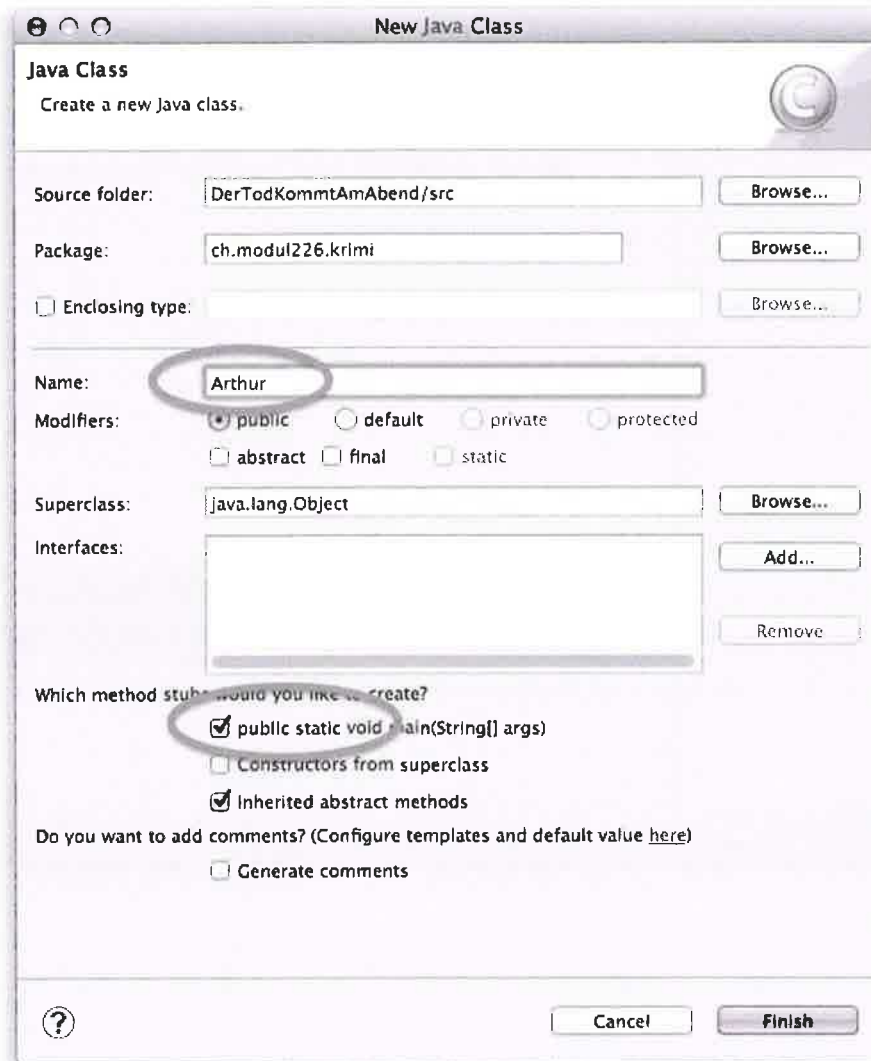 New Java Class
Java Class
Create a new Java class.
Source folder: DerTodKommtAmAbend/src Browse...
Package: ch.modul226.krimi Browse...
Enclosing type: Browse...
Name: Arthur
Modifiers: public default private protected
abstract final static
Superclass: java.lang.Object Browse...
Interfaces: Add...
Remove
Which method stubs would you like to create?
public static void main(String[] args)
Constructors from superclass
Inherited abstract methods
Do you want to add comments? (Configure templates and default value here)
Generate comments
? Cancel Finish